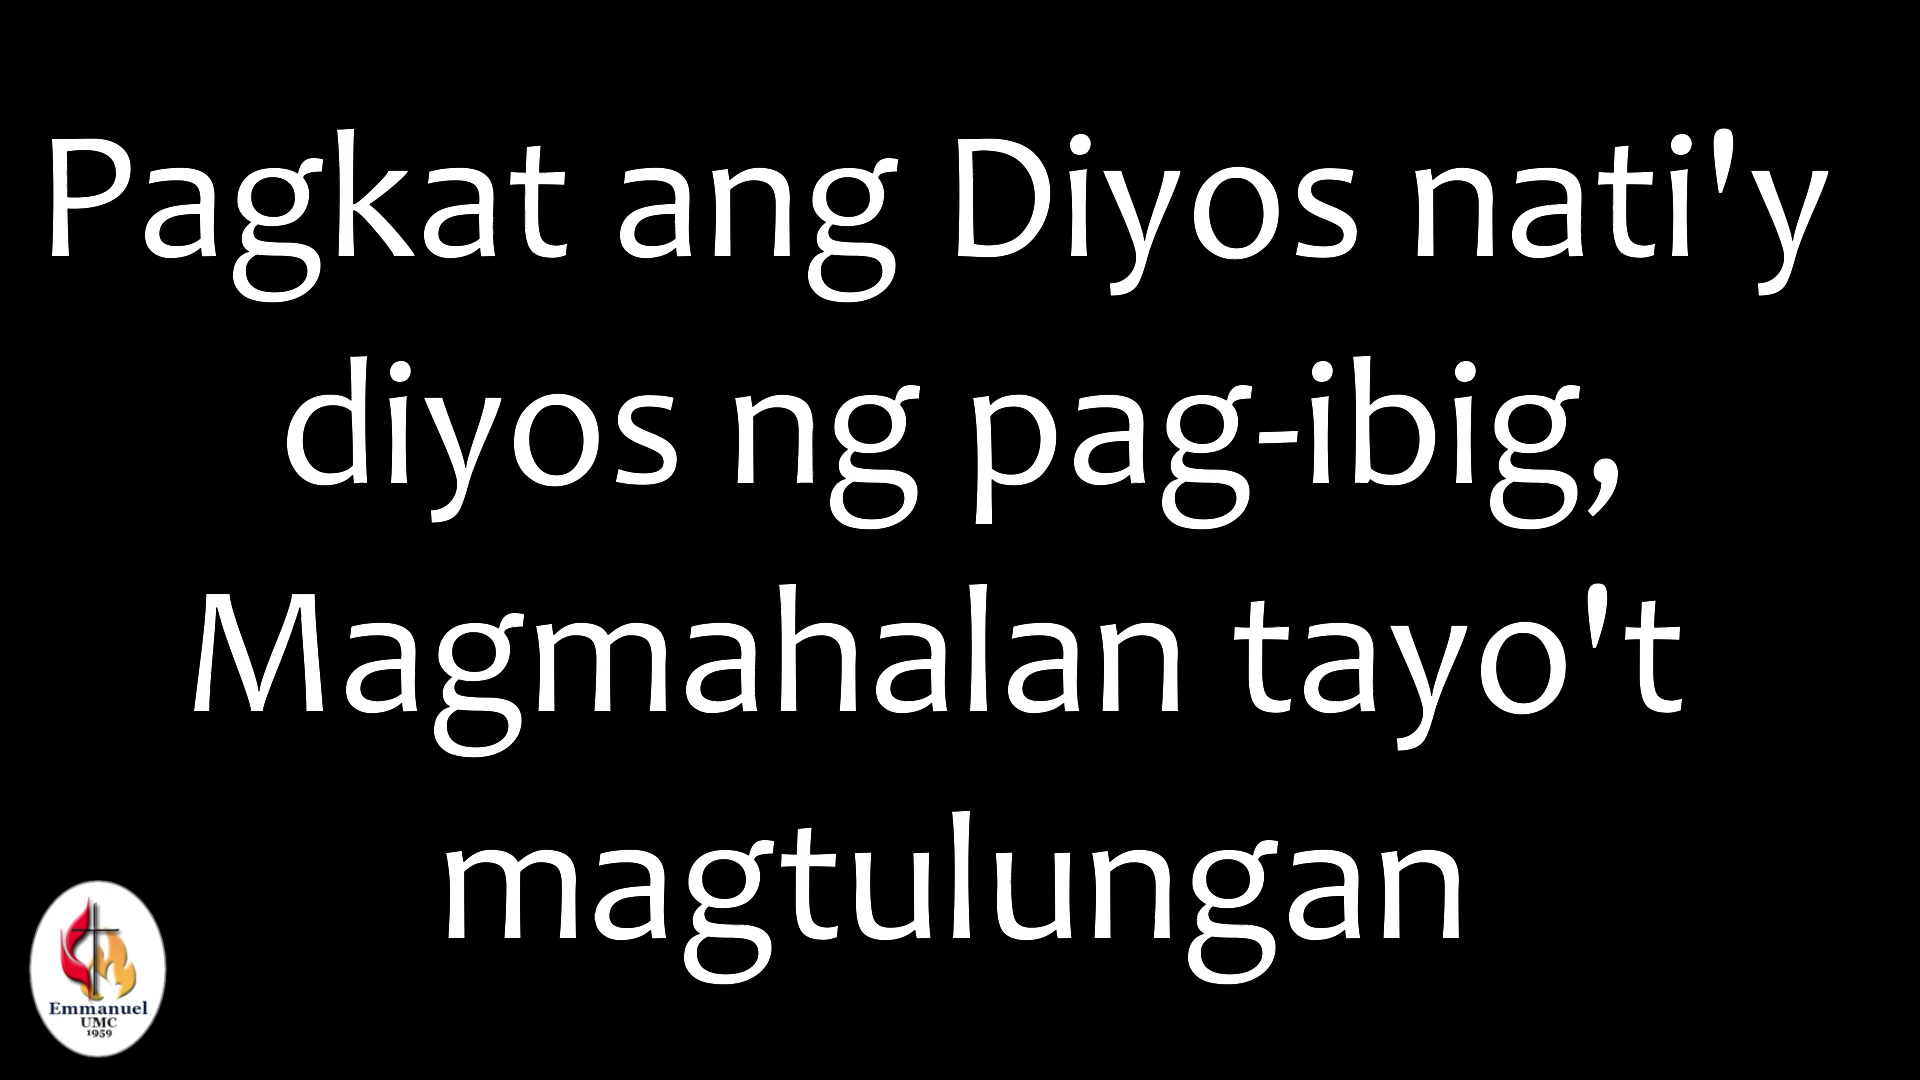 Pagkat ang Diyos nati'y
diyos ng pag-ibig,
Magmahalan tayo't
magtulungan
Emmanuel
UMC
1959